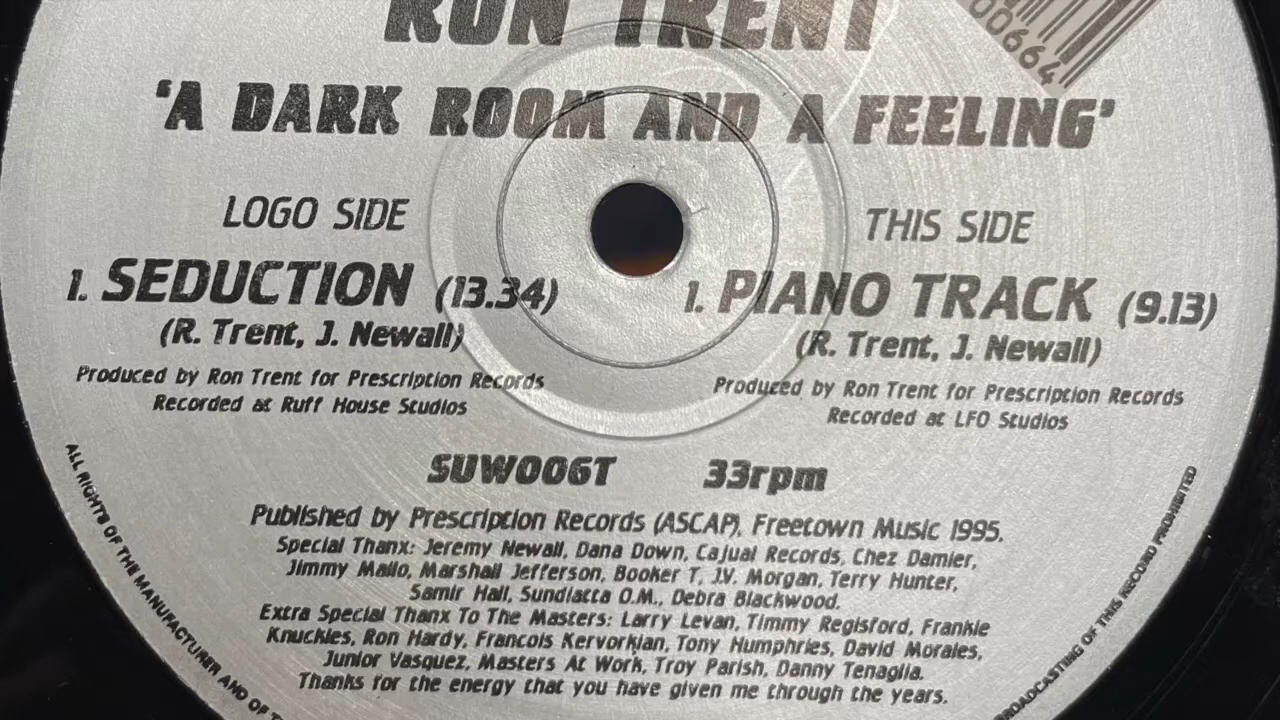 RON TRENT
00664
'A DARK ROOM AND A FEELING'
LOGO SIDE
1. SEDUCTION (13.34)
(R. Trent, J. Newall)
Produced by Ron Trent for Prescription Records
Recorded at Ruff House Studios
THIS SIDE
1. PIANO TRACK (9.13)
(R. Trent, J. Newall)
Produced by Ron Trent for Prescription Records
Recorded at LFO Studios
SUWOO6T 33rpm
Published by Prescription Records (ASCAP), Freetown Music 1995.
Special Thanx: Jeremy Newall, Dana Down, Cajual Records, Chez Damier,
Jimmy Mallo, Marshall Jefferson, Booker T, J.V. Morgan, Terry Hunter,
Samir Hall, Sundiatta O.M., Debra Blackwood.
Extra Special Thanx To The Masters: Larry Levan, Timmy Regisford, Frankie
Knuckles, Ron Hardy, Francois Kervorkian, Tony Humphries, David Morales,
Junior Vasquez, Masters At Work, Troy Parish, Danny Tenaglia.
Thanks for the energy that you have given me through the years.
ALL RIGHTS OF THE MANUFACTURER AND OF
BROADCASTING OF THIS RECORD PROHIBITED